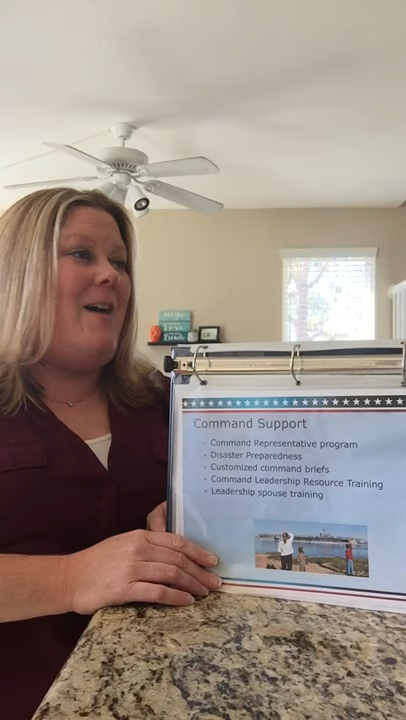 Command Support
Command Representative program
Disaster Preparedness
Customized command briefs
Command Leadership Resource Training
Leadership spouse training